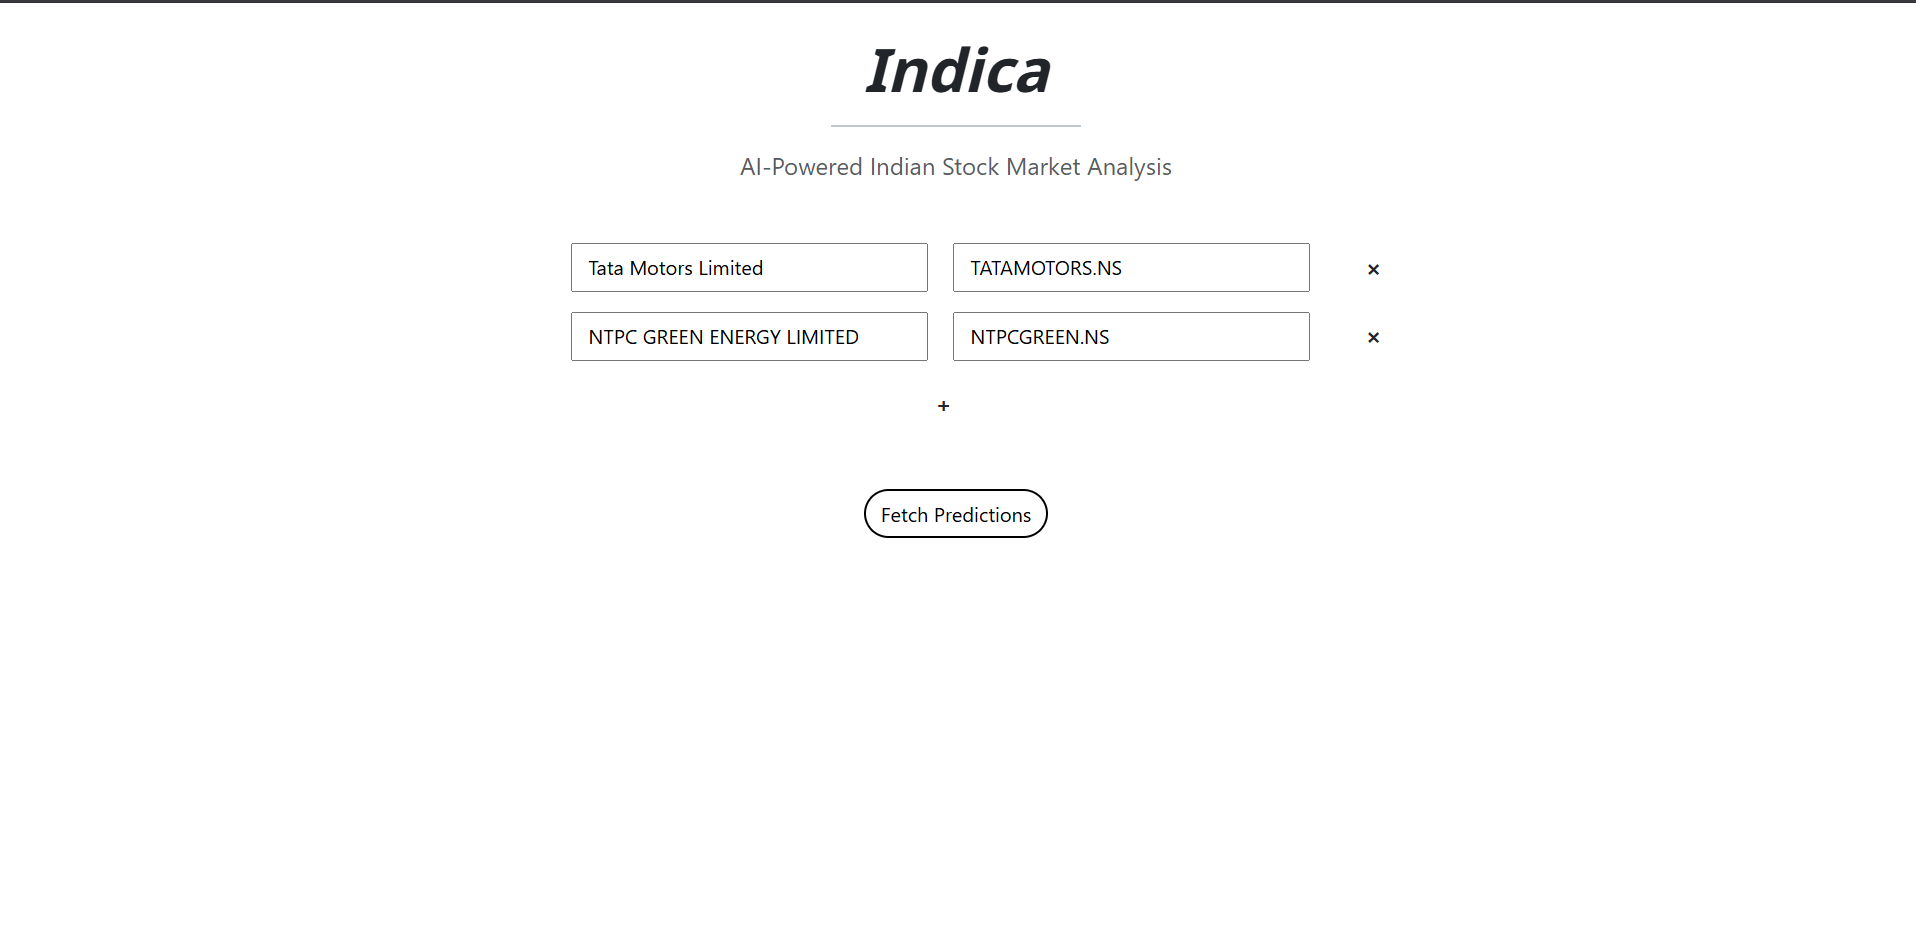 Indica
AI-Powered Indian Stock Market Analysis
Tata Motors Limited TATAMOTORS.NS ×
NTPC GREEN ENERGY LIMITED NTPCGREEN.NS ×
+
Fetch Predictions